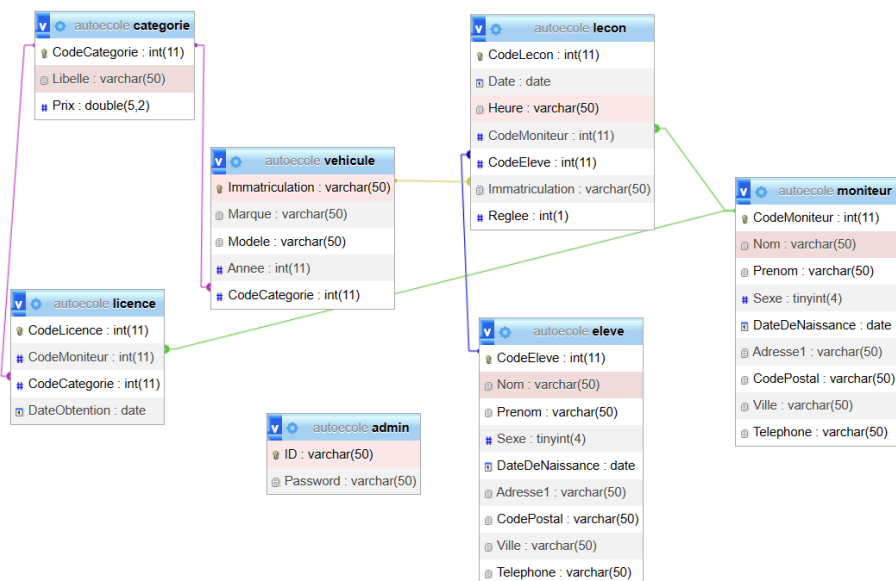 autoecole categorie
CodeCategorie : int(11)
Libelle : varchar(50)
Prix : double(5,2)
autoecole lecon
CodeLecon : int(11)
Date : date
Heure : varchar(50)
CodeMoniteur : int(11)
CodeEleve : int(11)
Immatriculation : varchar(50)
Reglee : int(1)
autoecole vehicule
Immatriculation : varchar(50)
Marque : varchar(50)
Modele : varchar(50)
Annee : int(11)
CodeCategorie : int(11)
autoecole moniteur
CodeMoniteur : int(11)
Nom : varchar(50)
Prenom : varchar(50)
Sexe : tinyint(4)
DateDeNaissance : date
Adresse1 : varchar(50)
CodePostal : varchar(50)
Ville : varchar(50)
Telephone : varchar(50)
autoecole licence
CodeLicence : int(11)
CodeMoniteur : int(11)
CodeCategorie : int(11)
DateObtention : date
autoecole eleve
CodeEleve : int(11)
Nom : varchar(50)
Prenom : varchar(50)
Sexe : tinyint(4)
DateDeNaissance : date
Adresse1 : varchar(50)
CodePostal : varchar(50)
Ville : varchar(50)
Telephone : varchar(50)
autoecole admin
ID : varchar(50)
Password : varchar(50)